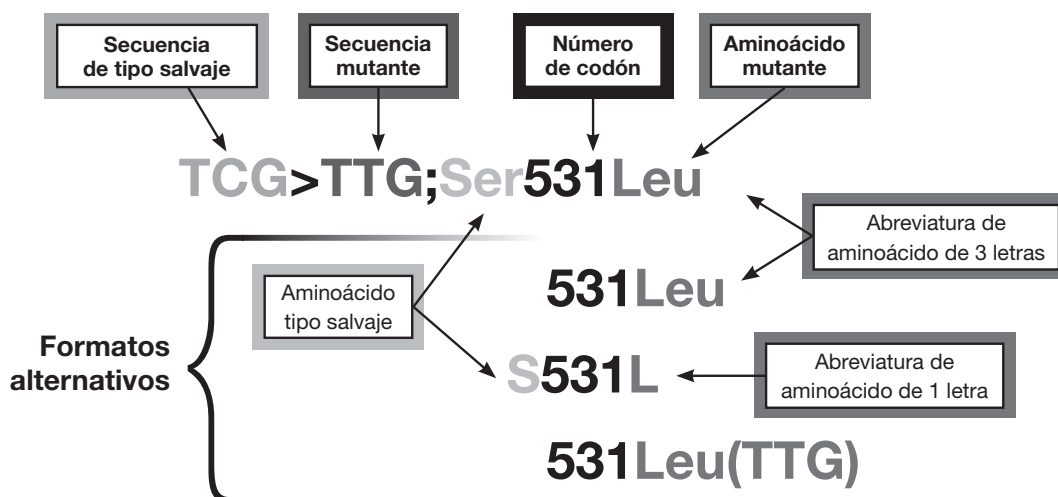 Secuencia
de tipo salvaje
Secuencia
mutante
Número
de codón
Aminoácido
mutante
TCG>TTG;Ser531Leu
Abreviatura de
aminoácido de 3 letras
531Leu
Aminoácido
tipo salvaje
Formatos
alternativos
S531L
Abreviatura de
aminoácido de 1 letra
531Leu(TTG)